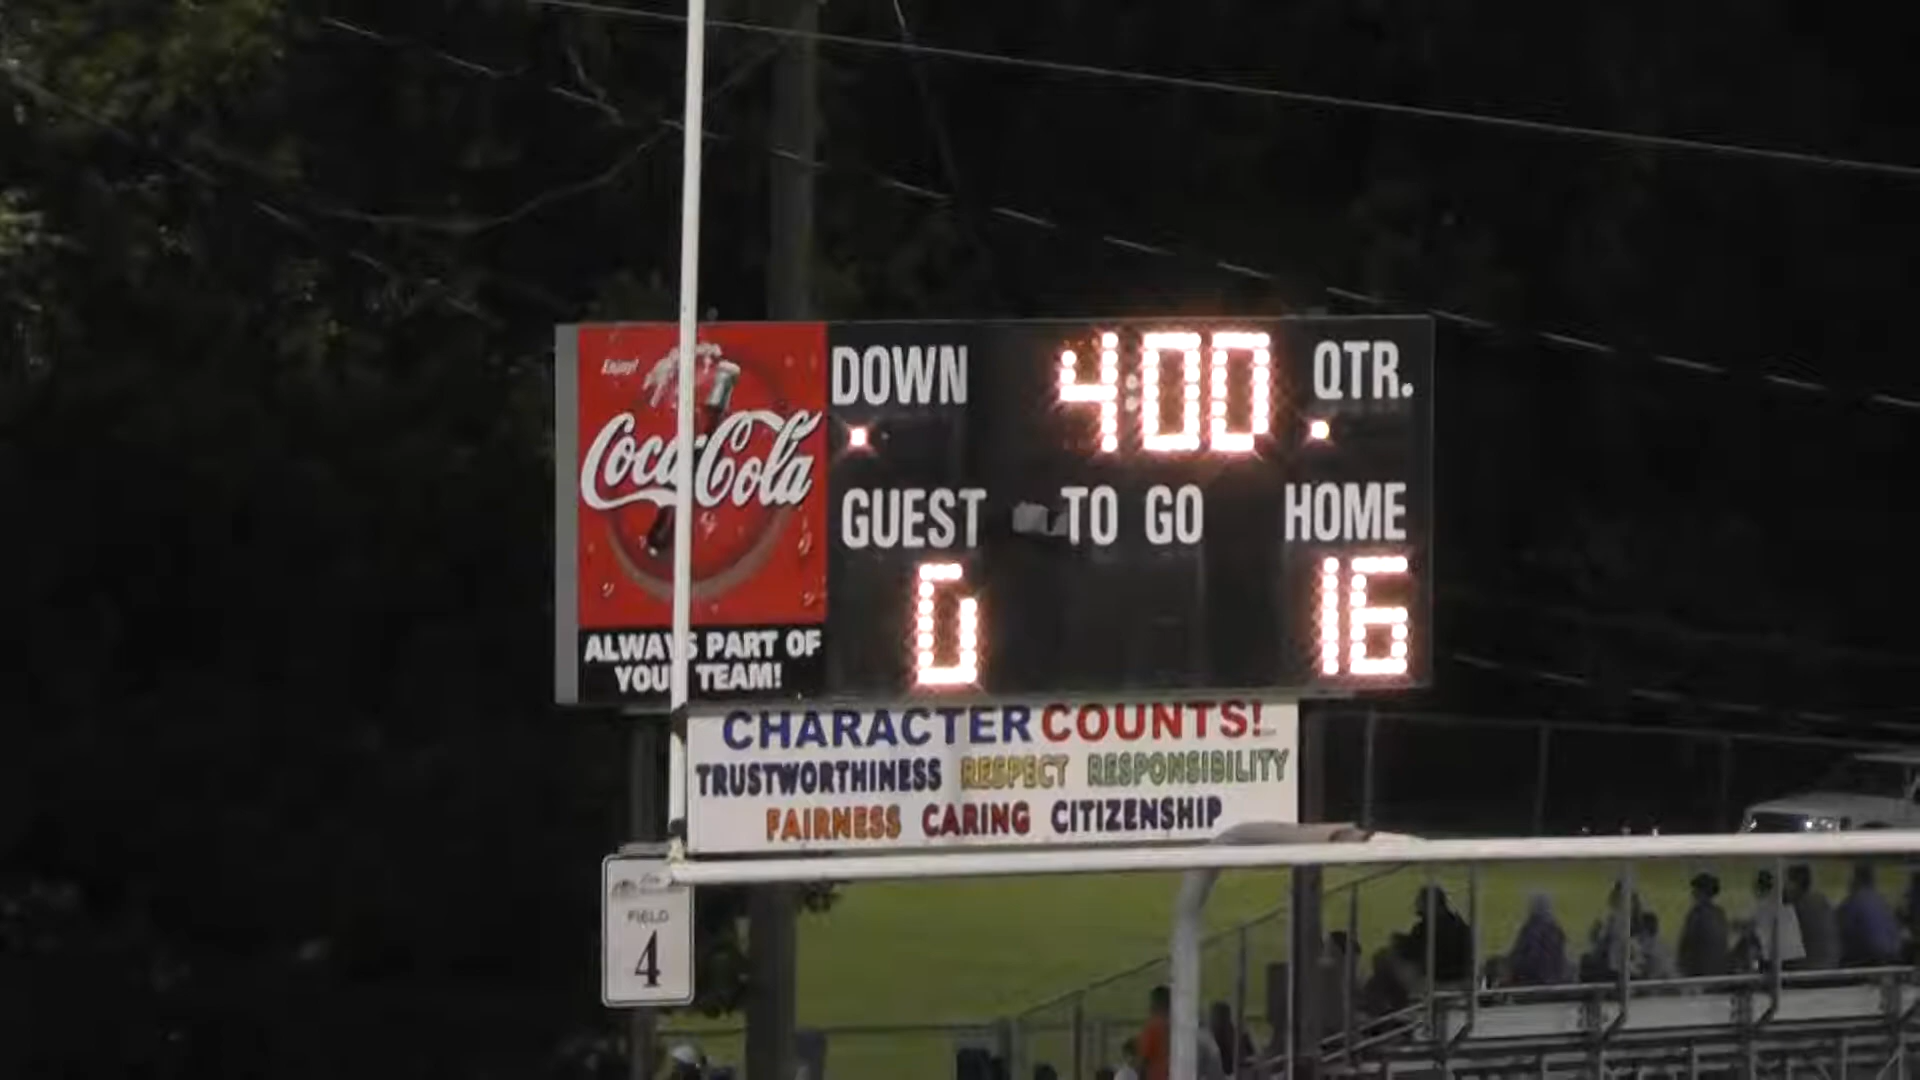 Enjoy!
Coca-Cola
ALWAYS PART OF
YOUR TEAM!
DOWN 4:00 QTR.
GUEST TO GO HOME
0 16
CHARACTER COUNTS!
TRUSTWORTHINESS RESPECT RESPONSIBILITY
FAIRNESS CARING CITIZENSHIP
FIELD
4